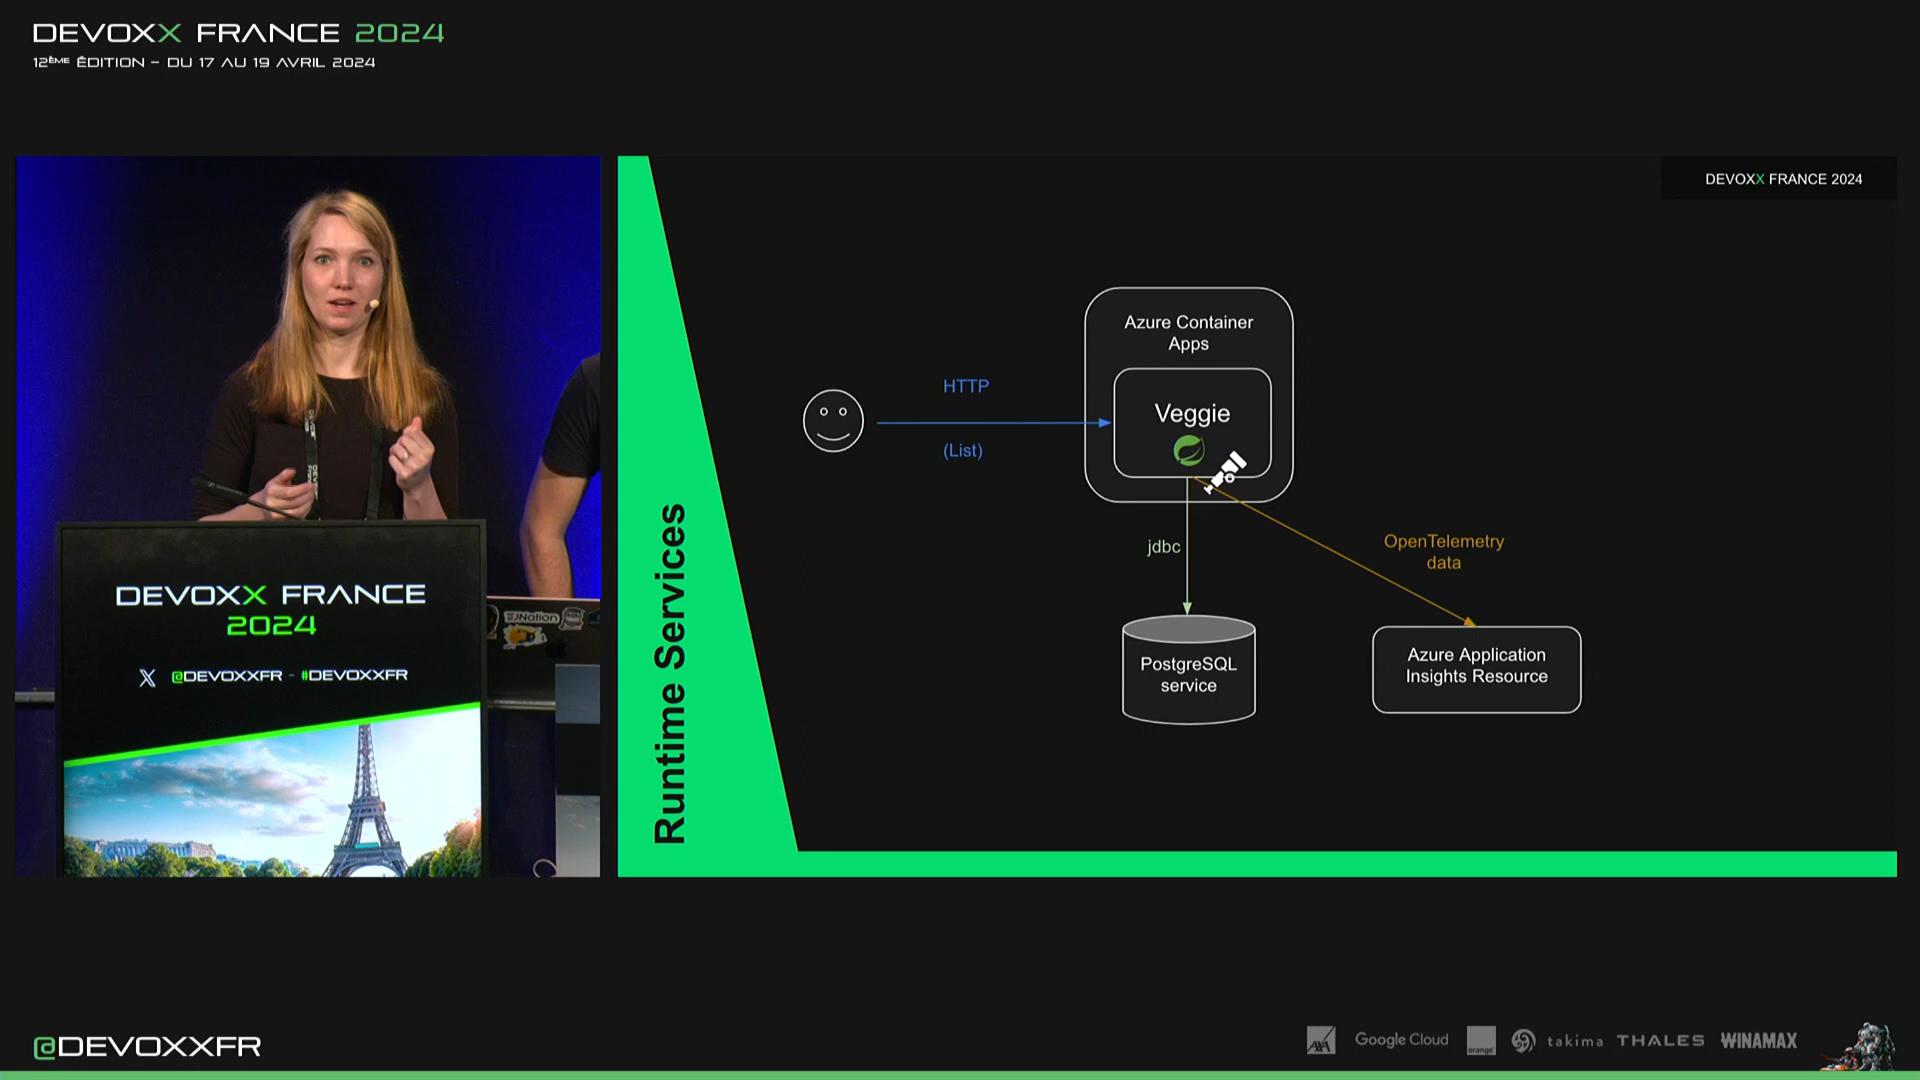 DEVOXX FRANCE 2024
12ÈME ÉDITION – DU 17 AU 19 AVRIL 2024
DEVOXX FRANCE
2024
@DEVOXXFR - #DEVOXXFR
JNation
DEVOXX FRANCE 2024
Runtime Services
Azure Container
Apps
HTTP
(List)
Veggie
jdbc
OpenTelemetry
data
PostgreSQL
service
Azure Application
Insights Resource
@DEVOXXFR
AXA
Google Cloud
orange
takima
THALES
WINAMAX